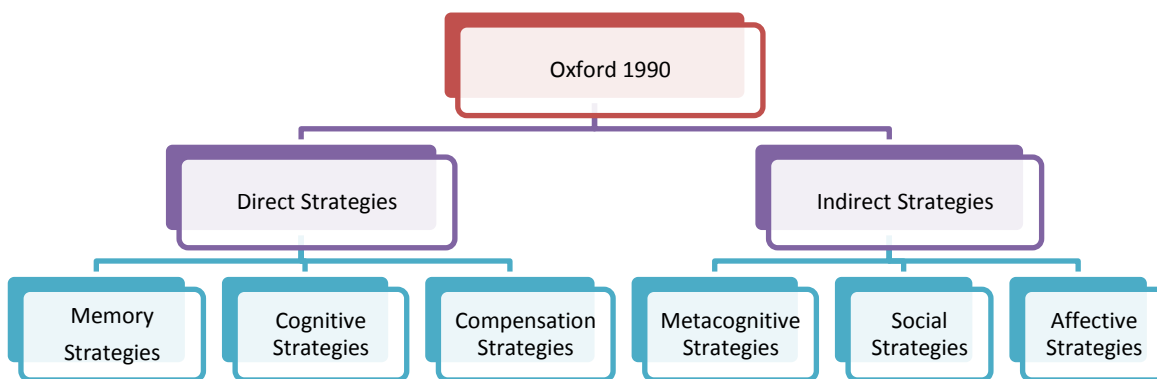 Oxford 1990
Direct Strategies
Indirect Strategies
Memory
Strategies
Cognitive
Strategies
Compensation
Strategies
Metacognitive
Strategies
Social
Strategies
Affective
Strategies